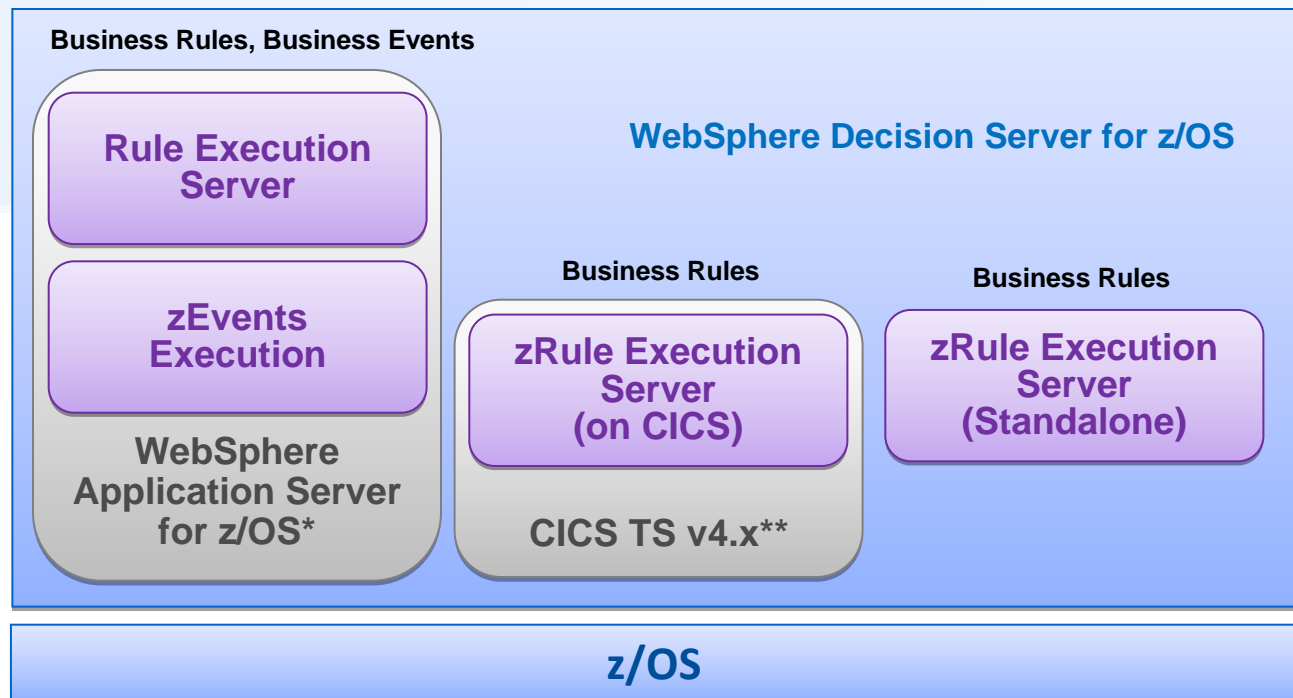 Business Rules, Business Events
Rule Execution
Server
zEvents
Execution
WebSphere
Application Server
for z/OS*
WebSphere Decision Server for z/OS
Business Rules
zRule Execution
Server
(on CICS)
CICS TS v4.x**
Business Rules
zRule Execution
Server
(Standalone)
z/OS